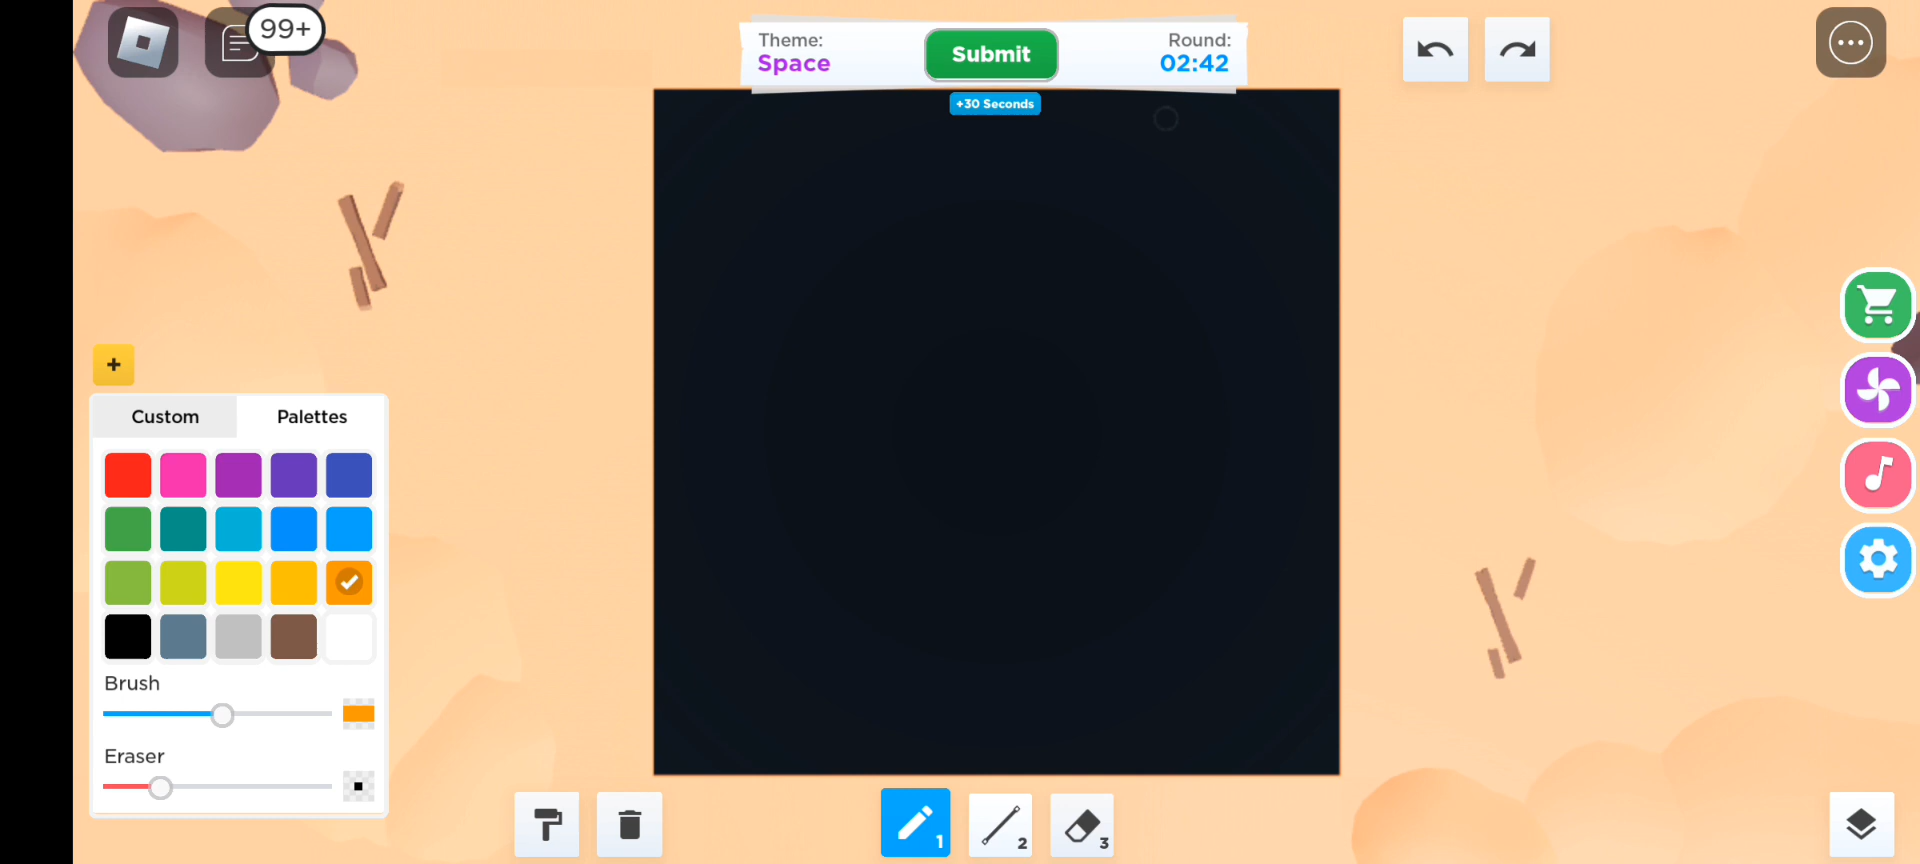 99+
Theme:
Space
Submit
Round:
02:42
+30 Seconds
+
Custom
Palettes
Brush
Eraser
1
2
3